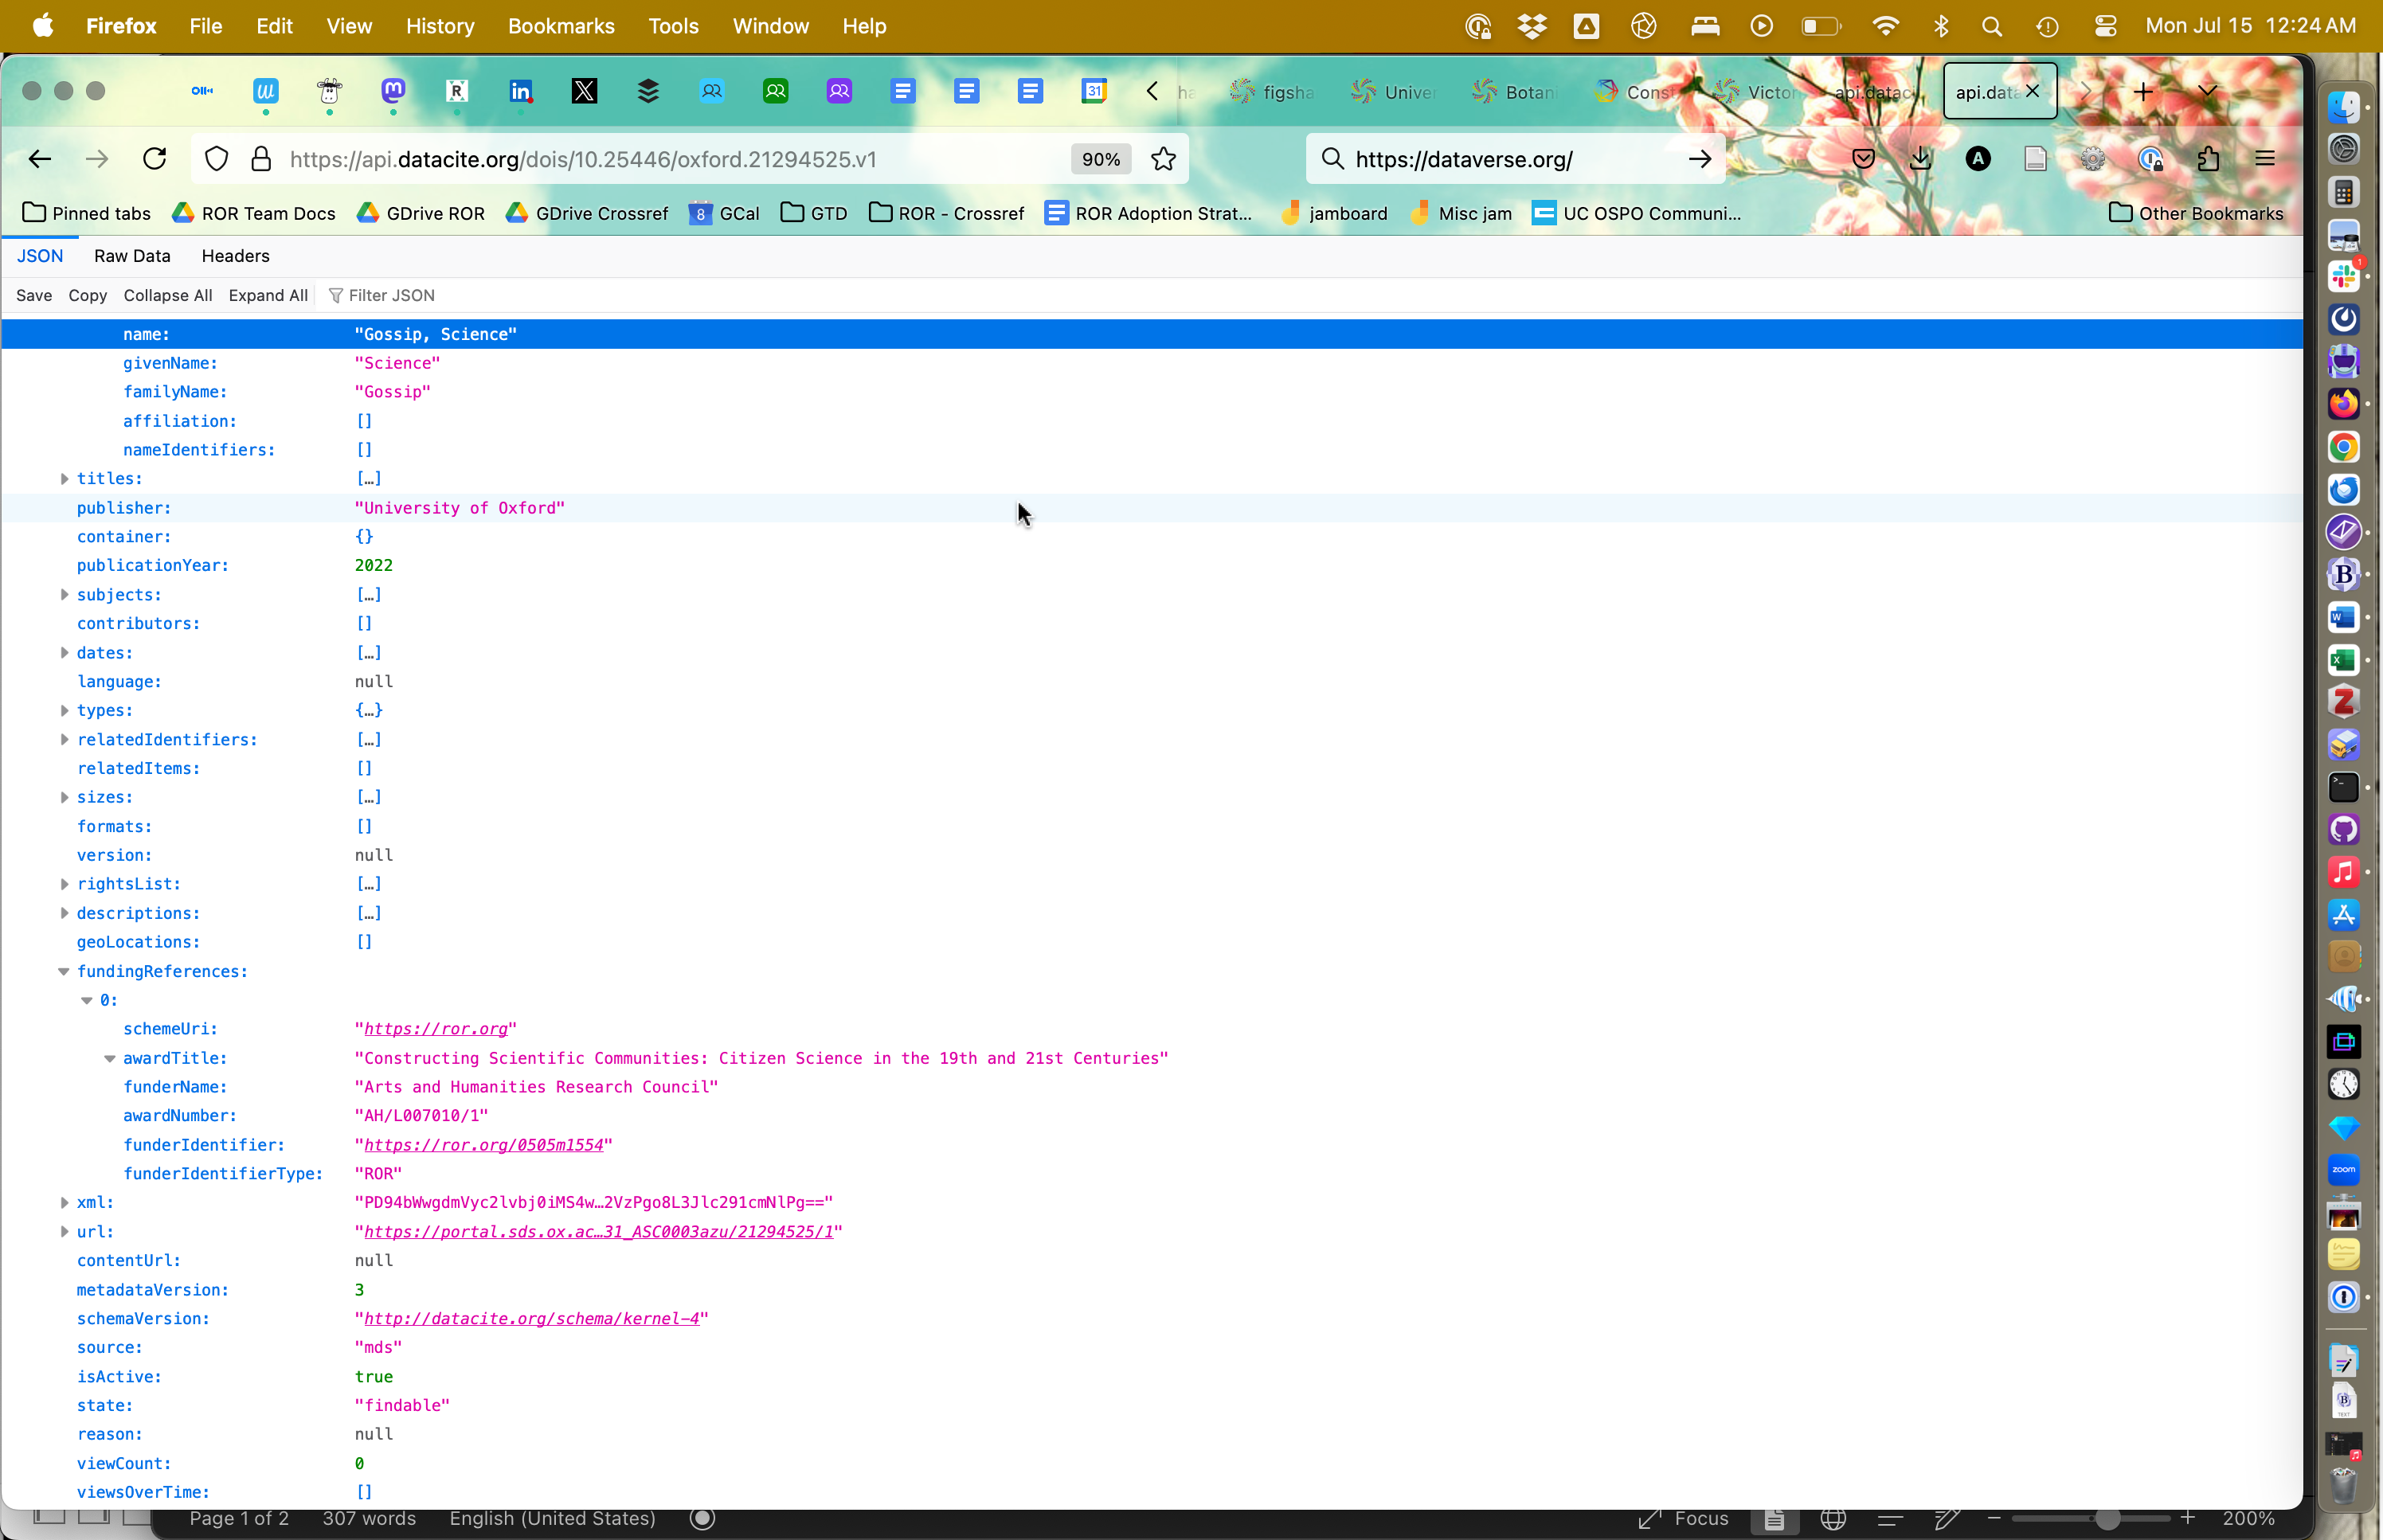 Firefox File Edit View History Bookmarks Tools Window Help Mon Jul 15 12:24 AM
31 figsha Univer Botani Const Victor api.datac api.data
https://api.datacite.org/dois/10.25446/oxford.21294525.v1 90% https://dataverse.org/
Pinned tabs ROR Team Docs GDrive ROR GDrive Crossref 8 GCal GTD ROR - Crossref ROR Adoption Strat... jamboard Misc jam UC OSPO Communi... Other Bookmarks
JSON Raw Data Headers
Save Copy Collapse All Expand All Filter JSON
name: "Gossip, Science"
givenName: "Science"
familyName: "Gossip"
affiliation: []
nameIdentifiers: []
titles: […]
publisher: "University of Oxford"
container: {}
publicationYear: 2022
subjects: […]
contributors: []
dates: […]
language: null
types: {…}
relatedIdentifiers: […]
relatedItems: []
sizes: […]
formats: []
version: null
rightsList: […]
descriptions: […]
geoLocations: []
fundingReferences:
0:
schemeUri: "https://ror.org"
awardTitle: "Constructing Scientific Communities: Citizen Science in the 19th and 21st Centuries"
funderName: "Arts and Humanities Research Council"
awardNumber: "AH/L007010/1"
funderIdentifier: "https://ror.org/0505m1554"
funderIdentifierType: "ROR"
xml: "PD94bWwgdmVyc2lvbj0iMS4w…2VzPgo8L3Jlc291cmNlPg=="
url: "https://portal.sds.ox.ac…31_ASC0003azu/21294525/1"
contentUrl: null
metadataVersion: 3
schemaVersion: "http://datacite.org/schema/kernel-4"
source: "mds"
isActive: true
state: "findable"
reason: null
viewCount: 0
viewsOverTime: []
Page 1 of 2 307 words English (United States) Focus 200%
zoom